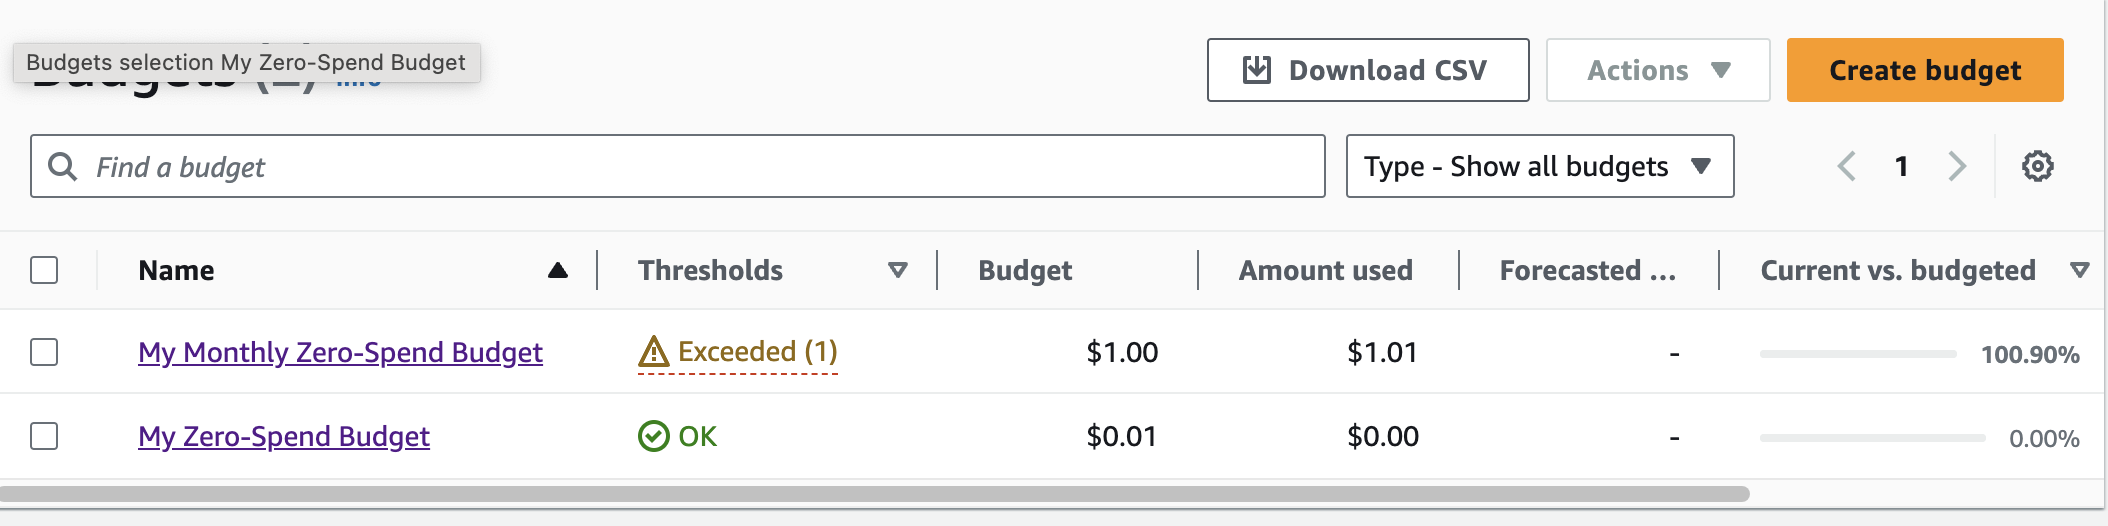 Budgets selection My Zero-Spend Budget
Budgets (2) Info
Download CSV
Actions
Create budget
Find a budget
Type - Show all budgets
1
Name
Thresholds
Budget
Amount used
Forecasted ...
Current vs. budgeted
My Monthly Zero-Spend Budget
Exceeded (1)
$1.00
$1.01
-
100.90%
My Zero-Spend Budget
OK
$0.01
$0.00
-
0.00%